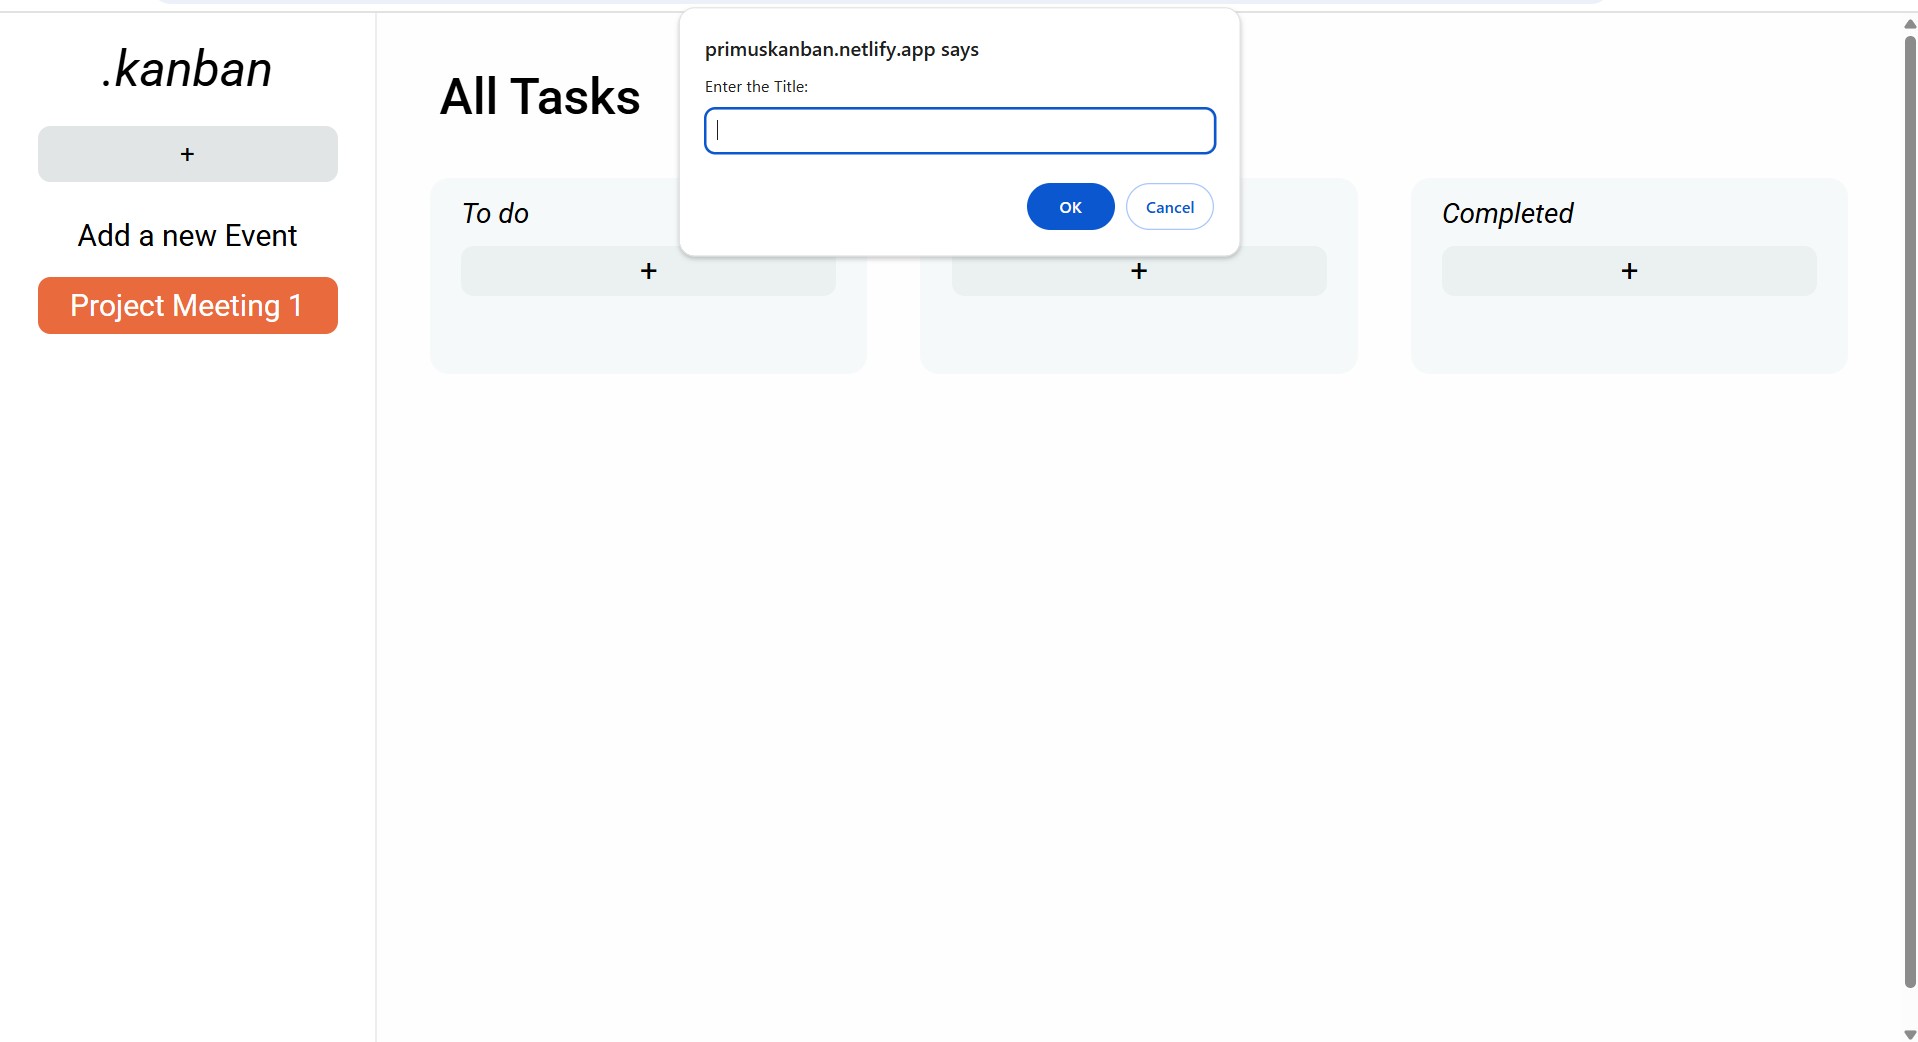 .kanban
+
Add a new Event
Project Meeting 1
All Tasks
primuskanban.netlify.app says
Enter the Title:
OK
Cancel
To do
+
+
Completed
+